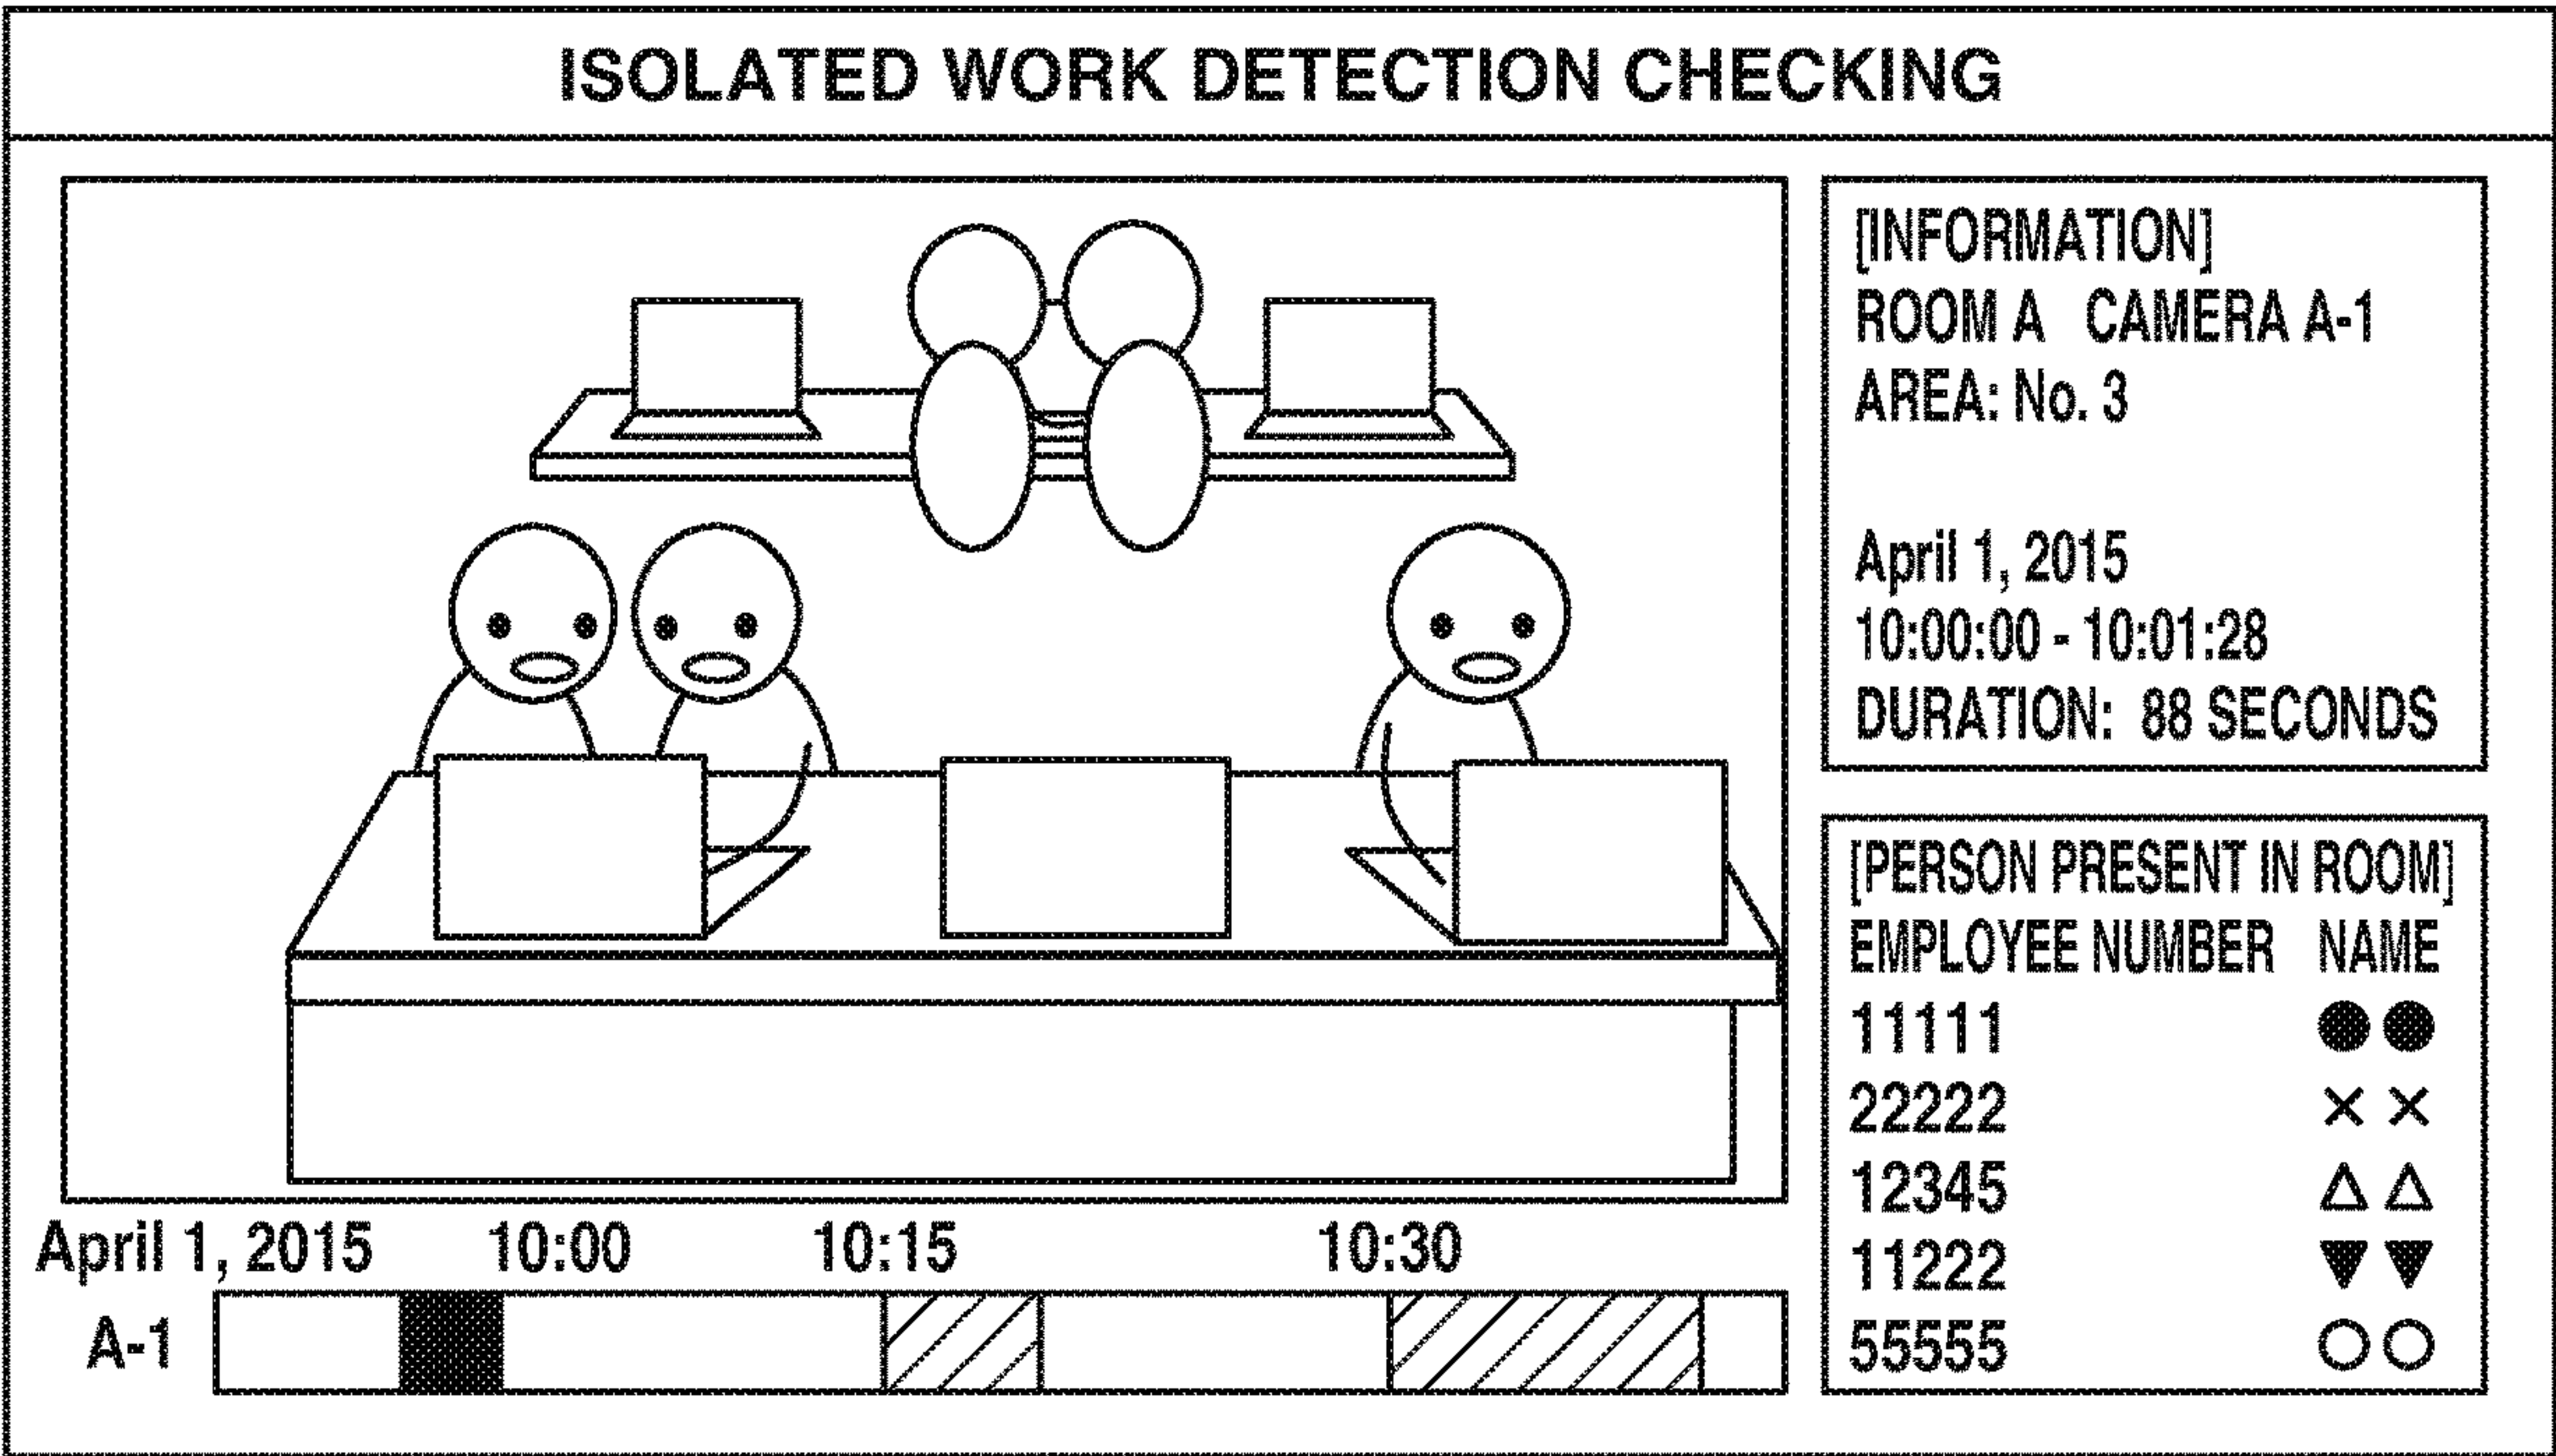 ISOLATED WORK DETECTION CHECKING
[INFORMATION]
ROOM A CAMERA A-1
AREA: No. 3
April 1, 2015
10:00:00 - 10:01:28
DURATION: 88 SECONDS
[PERSON PRESENT IN ROOM]
EMPLOYEE NUMBER NAME
11111 ●●
22222 ××
12345 △△
11222 ▼▼
55555 ○○
April 1, 2015 10:00 10:15 10:30
A-1